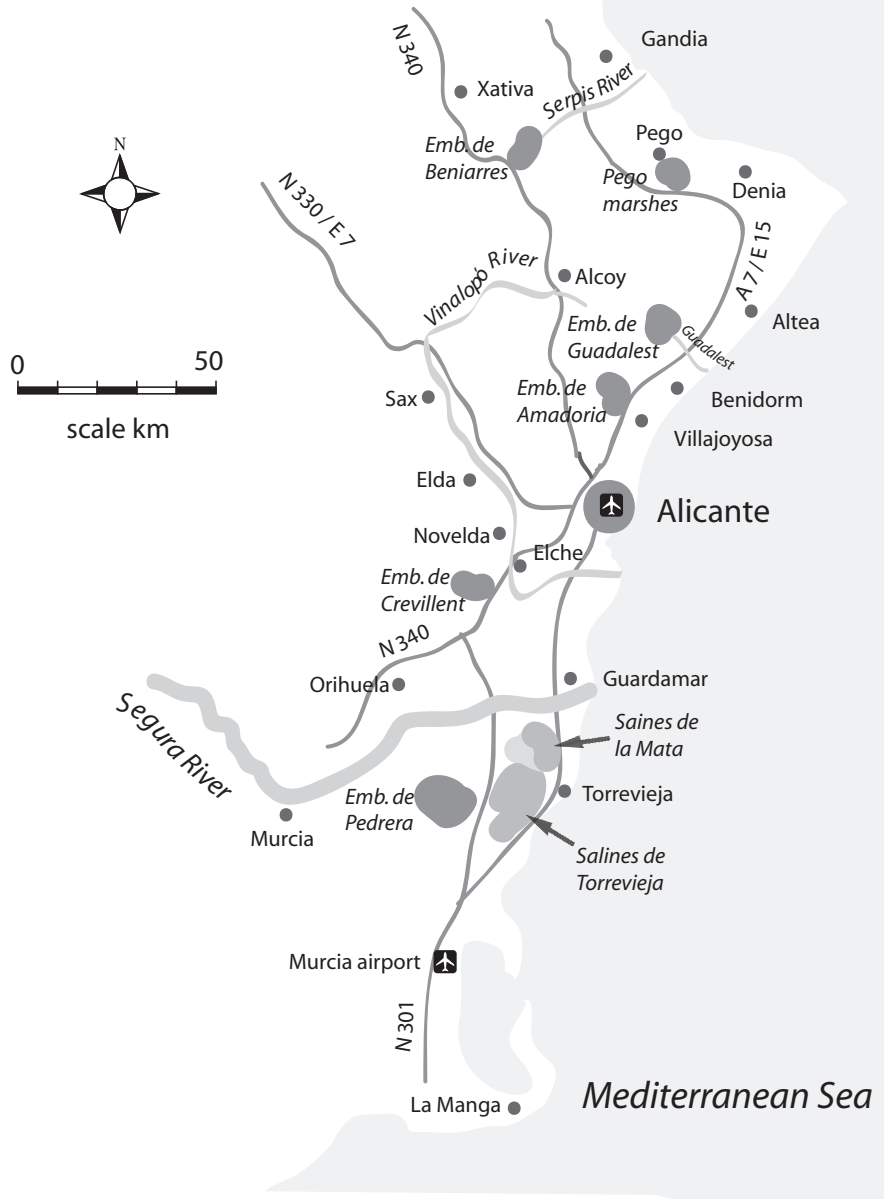 Gandia
N 340
Xativa
Serpis River
N
Emb. de
Beniarres
Pego
Pego
marshes
Denia
N 330 / E 7
A 7 / E 15
Vinalopó River
Alcoy
Emb. de
Guadalest
Guadalest
Altea
0 50
scale km
Sax
Emb. de
Amadoria
Benidorm
Villajoyosa
Elda
Alicante
Novelda
Elche
Emb. de
Crevillent
N 340
Orihuela
Guardamar
Segura River
Saines de
la Mata
Emb. de
Pedrera
Torrevieja
Murcia
Salines de
Torrevieja
Murcia airport
N 301
La Manga
Mediterranean Sea